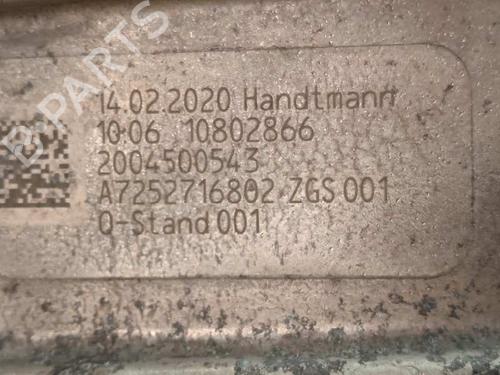 B-PARTS
14.02.2020 Handtmann
10:06 10802866
2004500543
A7252716802 ZGS 001
Q-Stand 001